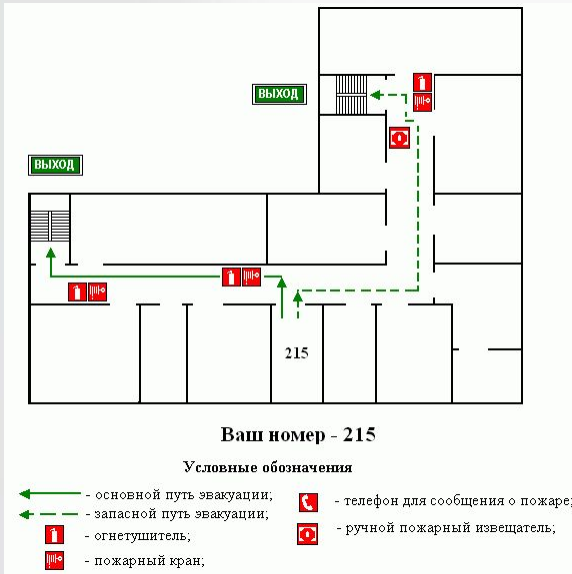 ВЫХОД
ВЫХОД
215
Ваш номер - 215
Условные обозначения
- основной путь эвакуации;
- запасной путь эвакуации;
- огнетушитель;
- пожарный кран;
- телефон для сообщения о пожаре;
- ручной пожарный извещатель;